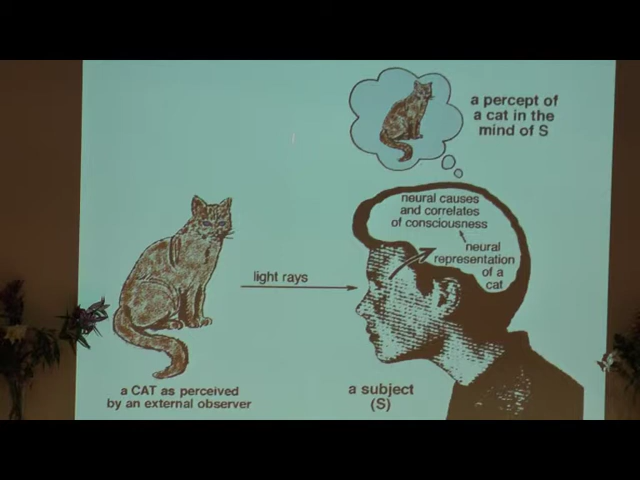 a percept of
a cat in the
mind of S
neural causes
and correlates
of consciousness
neural
representation
of a
cat
light rays
a CAT as perceived
by an external observer
a subject
(S)